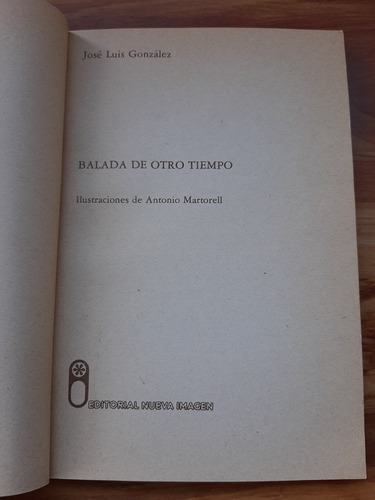 José Luis González
BALADA DE OTRO TIEMPO
Ilustraciones de Antonio Martorell
EDITORIAL NUEVA IMAGEN